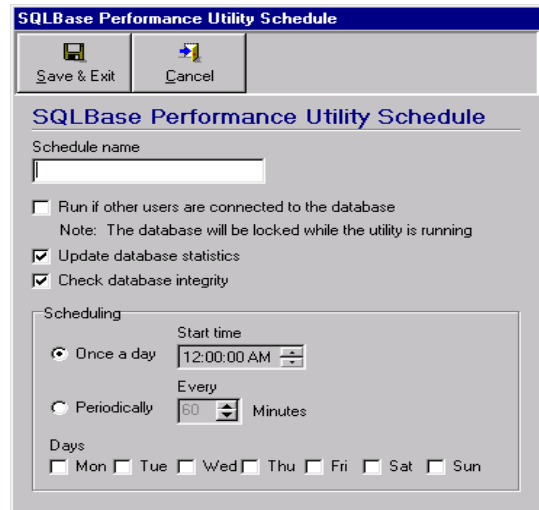 SQLBase Performance Utility Schedule
Save & Exit Cancel
SQLBase Performance Utility Schedule
Schedule name
Run if other users are connected to the database
Note: The database will be locked while the utility is running
Update database statistics
Check database integrity
Scheduling
Start time
Once a day 12:00:00 AM
Every
Periodically 60 Minutes
Days
Mon Tue Wed Thu Fri Sat Sun